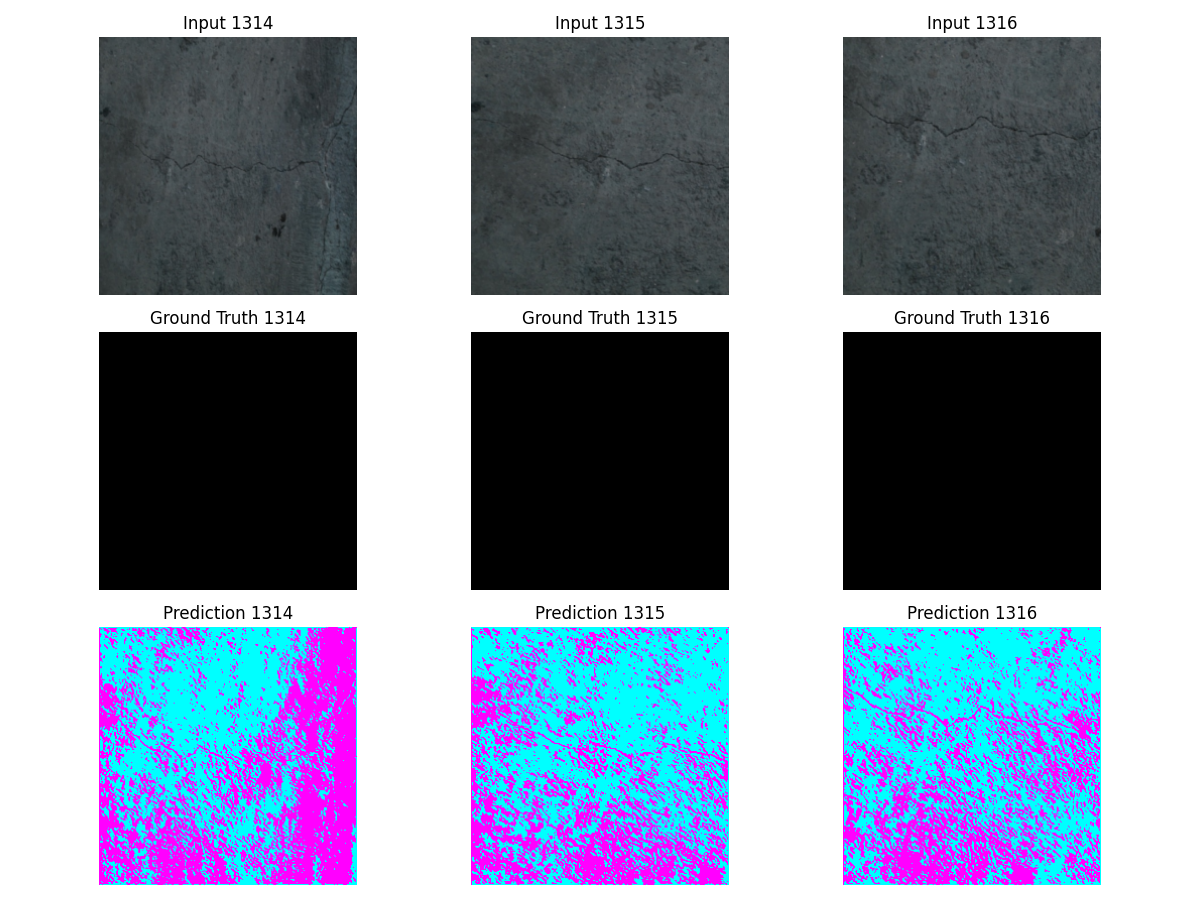 Input 1314
Input 1315
Input 1316
Ground Truth 1314
Ground Truth 1315
Ground Truth 1316
Prediction 1314
Prediction 1315
Prediction 1316